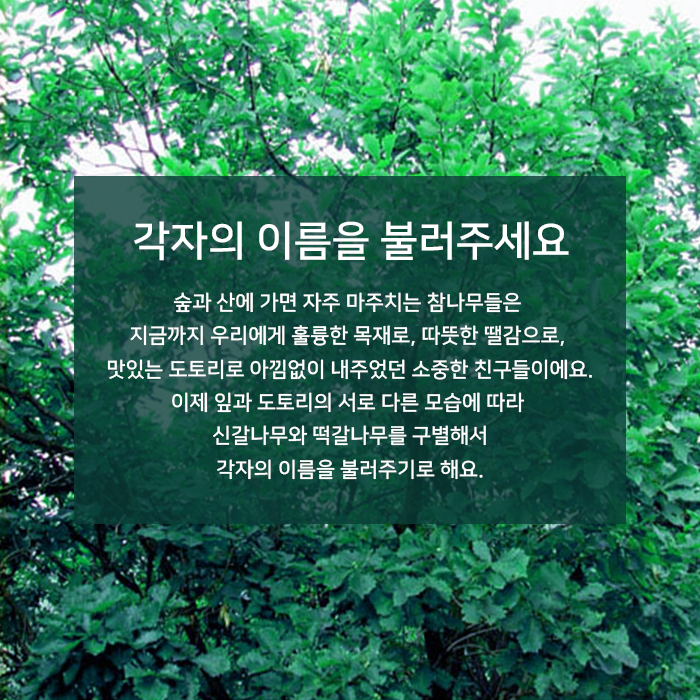 각자의 이름을 불러주세요
숲과 산에 가면 자주 마주치는 참나무들은
지금까지 우리에게 훌륭한 목재로, 따뜻한 땔감으로,
맛있는 도토리로 아낌없이 내주었던 소중한 친구들이에요.
이제 잎과 도토리의 서로 다른 모습에 따라
신갈나무와 떡갈나무를 구별해서
각자의 이름을 불러주기로 해요.